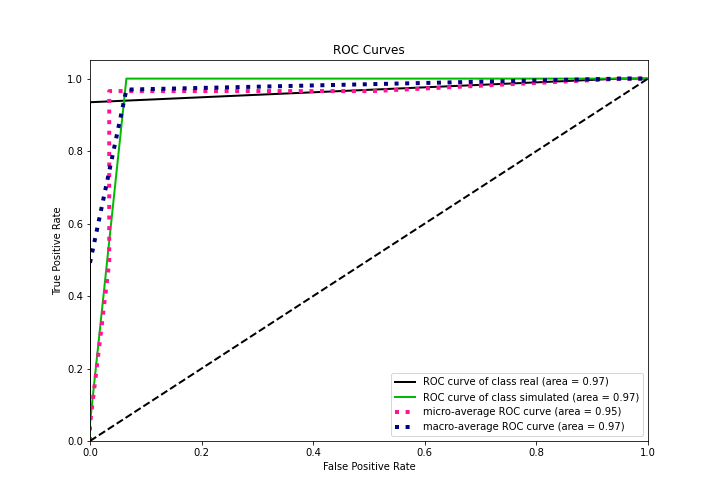 ROC Curves
True Positive Rate
1.0
0.8
0.6
0.4
0.2
0.0
0.0 0.2 0.4 0.6 0.8 1.0
False Positive Rate
ROC curve of class real (area = 0.97)
ROC curve of class simulated (area = 0.97)
micro-average ROC curve (area = 0.95)
macro-average ROC curve (area = 0.97)